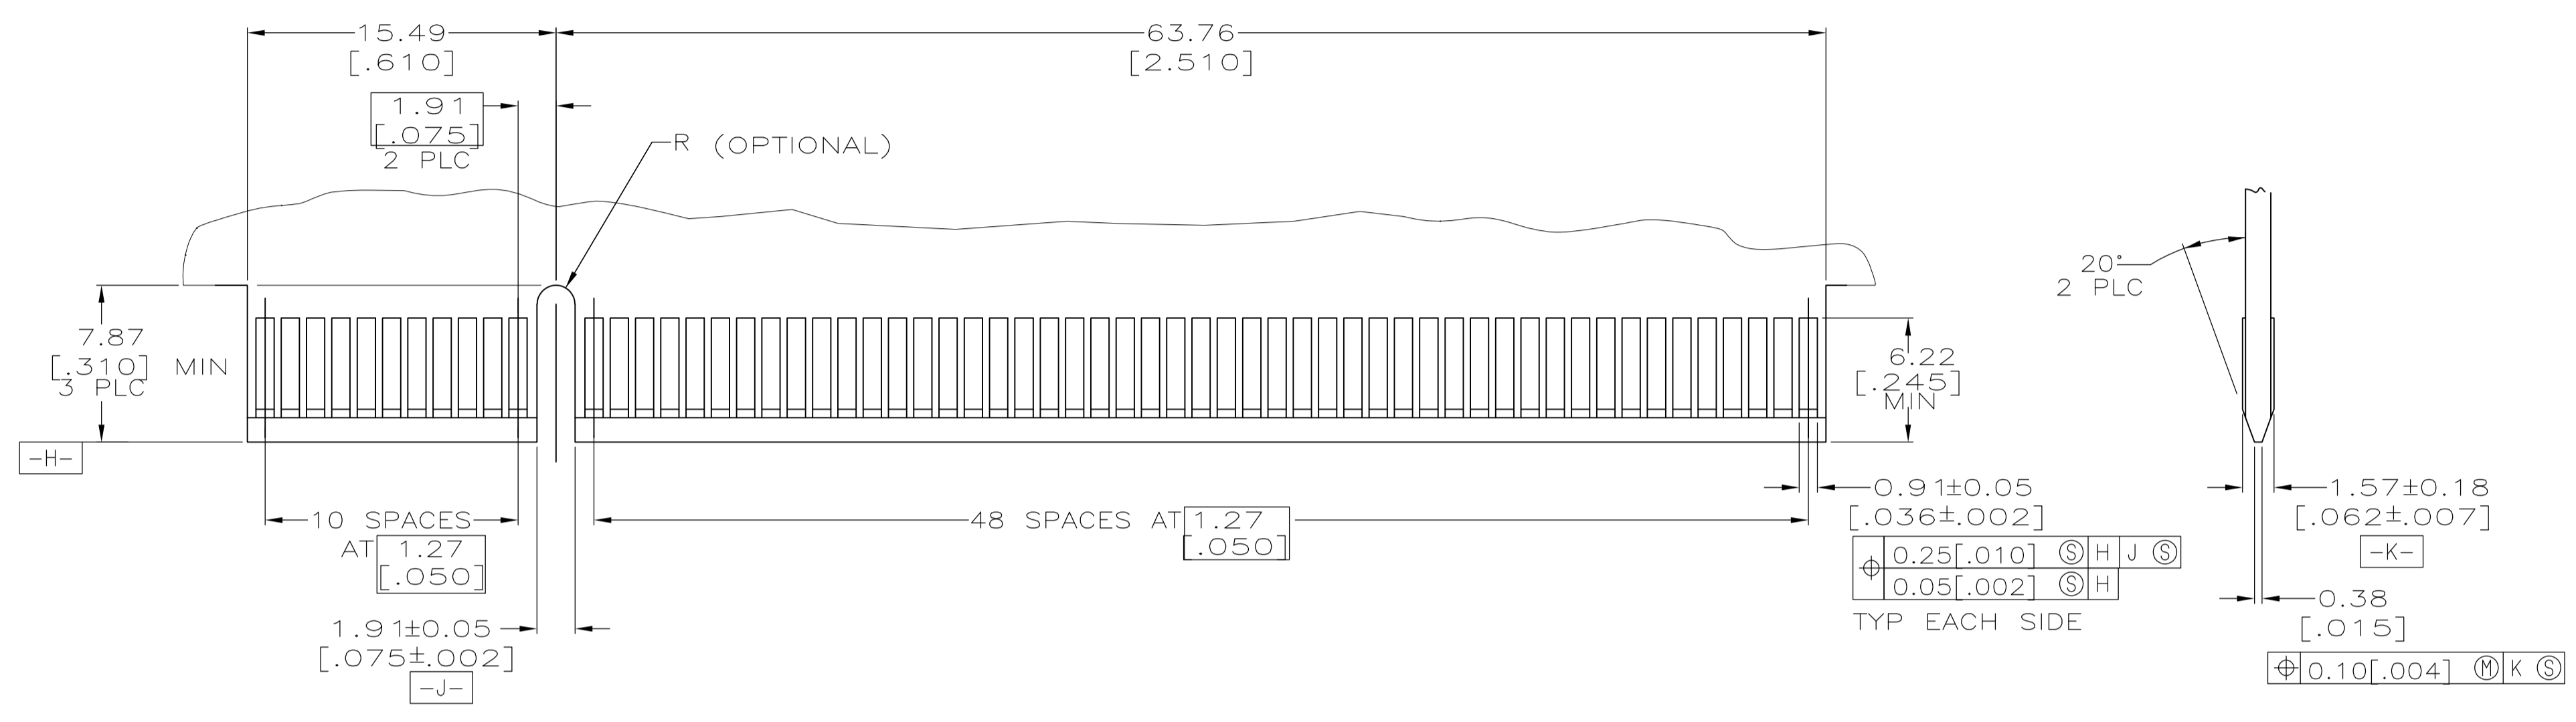 15.49
[.610]
63.76
[2.510]
1.91
[.075]
2 PLC
R (OPTIONAL)
20°
2 PLC
7.87
[.310] MIN
3 PLC
6.22
[.245]
MIN
-H-
10 SPACES
AT 1.27
[.050]
48 SPACES AT 1.27
[.050]
0.91±0.05
[.036±.002]
⌖ 0.25[.010] Ⓢ H J Ⓢ
0.05[.002] Ⓢ H
TYP EACH SIDE
1.57±0.18
[.062±.007]
-K-
0.38
[.015]
⌖ 0.10[.004] Ⓜ K Ⓢ
1.91±0.05
[.075±.002]
-J-